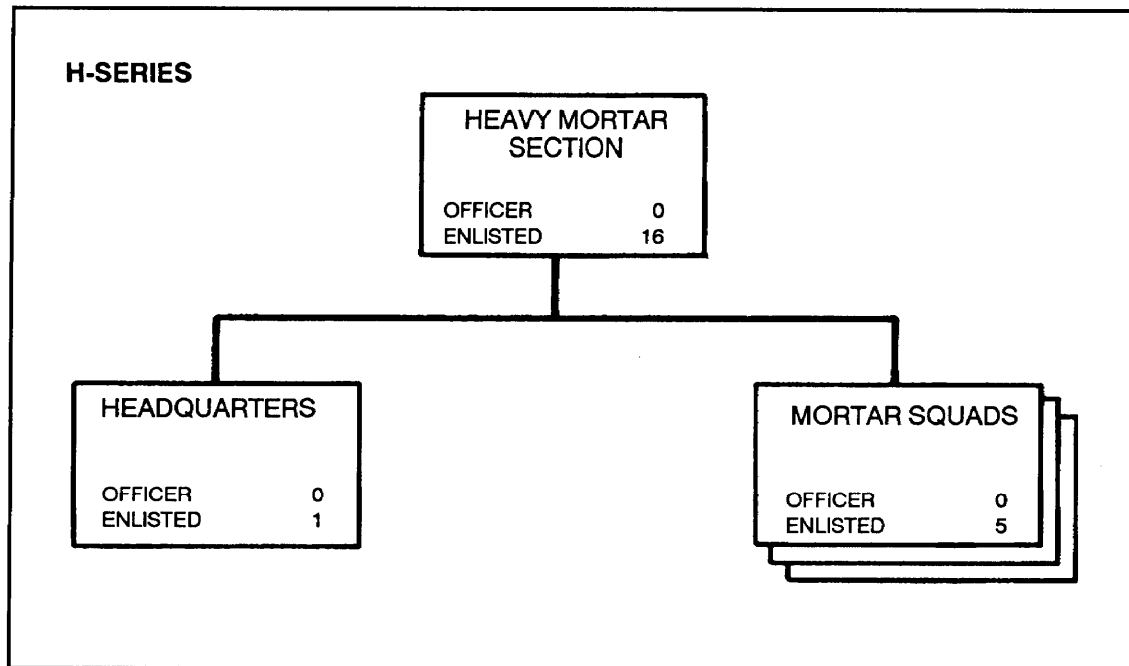 H-SERIES
HEAVY MORTAR
SECTION
OFFICER 0
ENLISTED 16
HEADQUARTERS
OFFICER 0
ENLISTED 1
MORTAR SQUADS
OFFICER 0
ENLISTED 5